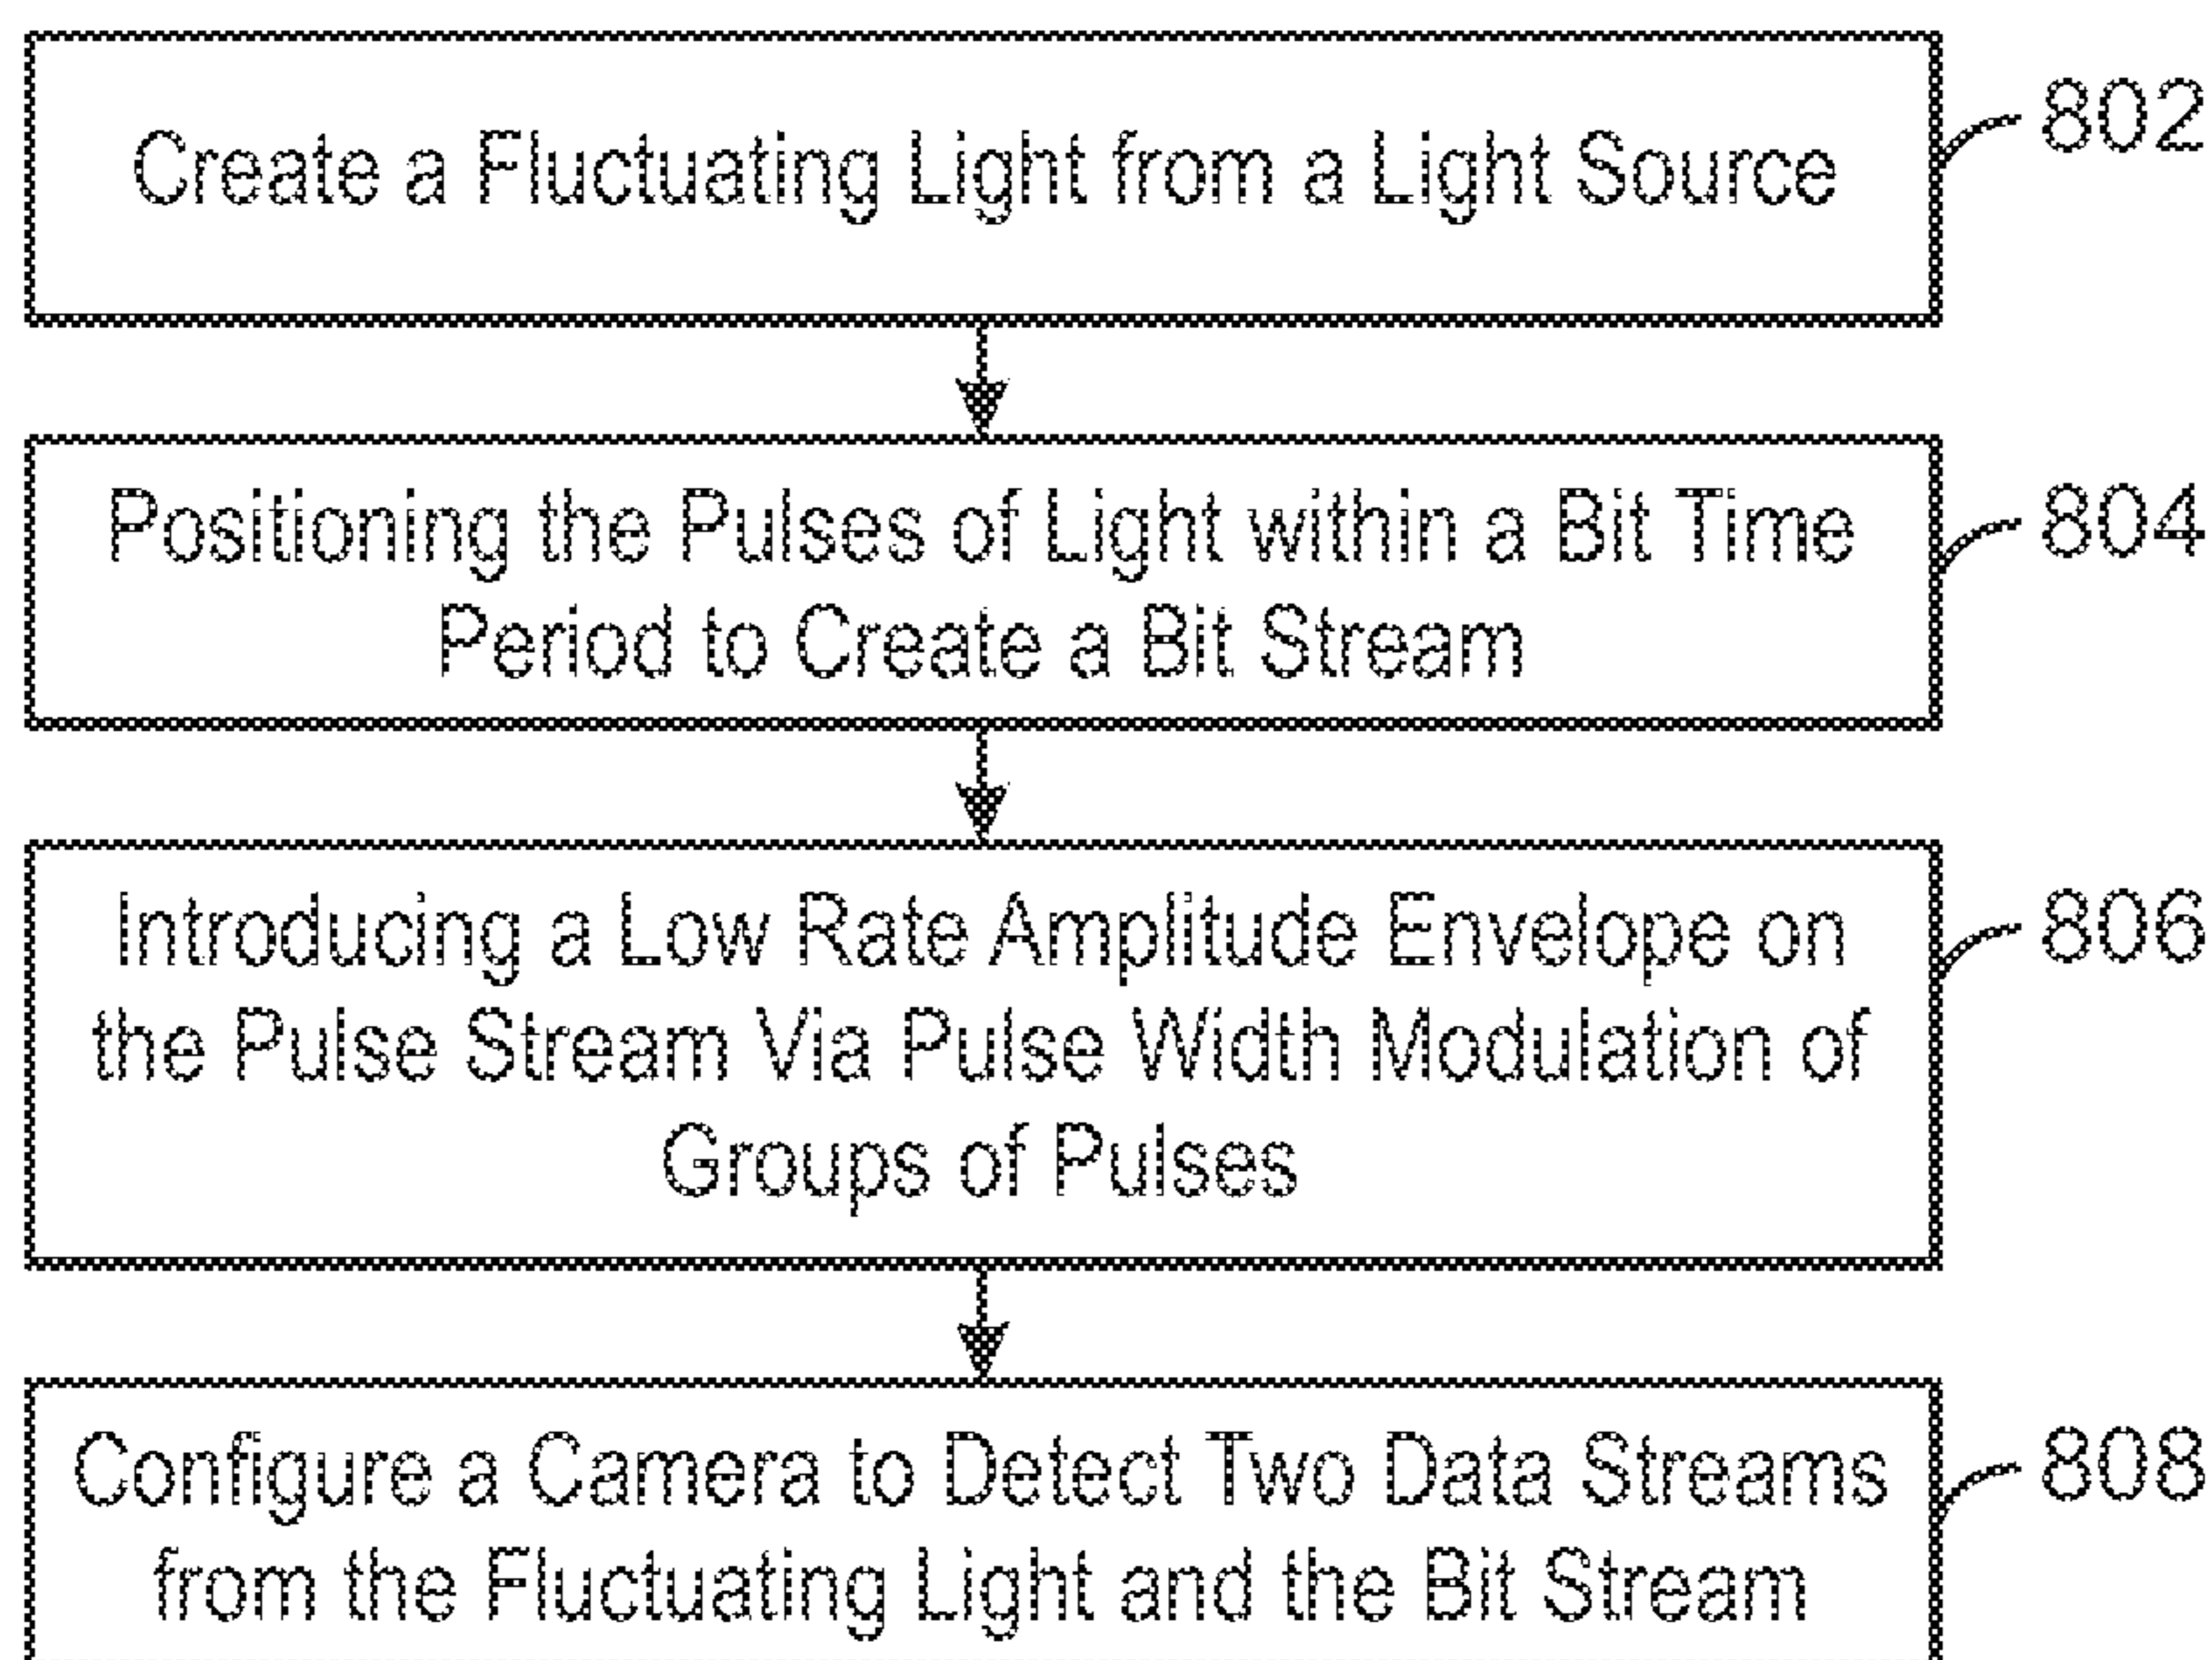 Create a Fluctuating Light from a Light Source
802
Positioning the Pulses of Light within a Bit Time
Period to Create a Bit Stream
804
Introducing a Low Rate Amplitude Envelope on
the Pulse Stream Via Pulse Width Modulation of
Groups of Pulses
806
Configure a Camera to Detect Two Data Streams
from the Fluctuating Light and the Bit Stream
808